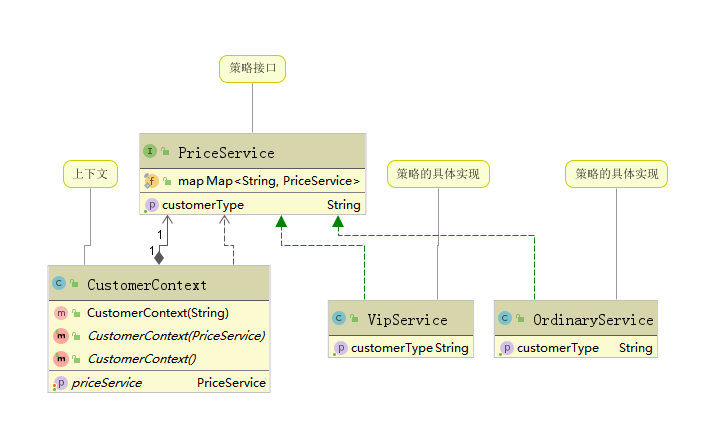 策略接口
I PriceService
f map Map<String, PriceService>
p customerType String
上下文
策略的具体实现
策略的具体实现
1
1
C CustomerContext
m CustomerContext(String)
m CustomerContext(PriceService)
m CustomerContext()
p priceService PriceService
C VipService
p customerType String
C OrdinaryService
p customerType String